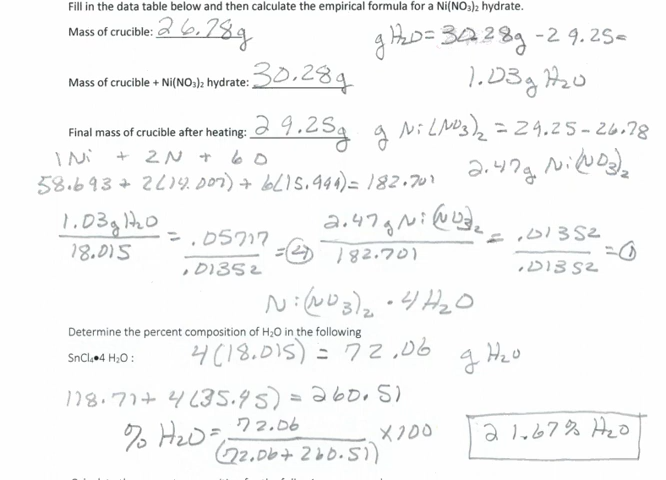 Fill in the data table below and then calculate the empirical formula for a Ni(NO₃)₂ hydrate.
Mass of crucible: 26.78g g H₂O = 30.28g - 29.25=
Mass of crucible + Ni(NO₃)₂ hydrate: 30.28g 1.03g H₂O
Final mass of crucible after heating: 29.25g g Ni(NO₃)₂ = 29.25-26.78
1Ni + 2N + 6O 2.47g Ni(NO₃)₂
58.693 + 2(14.007) + 6(15.999)= 182.701
1.03g H₂O / 18.015 = .05717 / .01352 = 4 2.47g Ni(NO₃)₂ / 182.701 = .01352 / .01352 = 1
Ni(NO₃)₂ • 4H₂O
Determine the percent composition of H₂O in the following
SnCl₄•4 H₂O : 4(18.015) = 72.06 g H₂O
118.71+ 4(35.45) = 260.51
% H₂O = 72.06 / (72.06+260.51) X100 21.67% H₂O